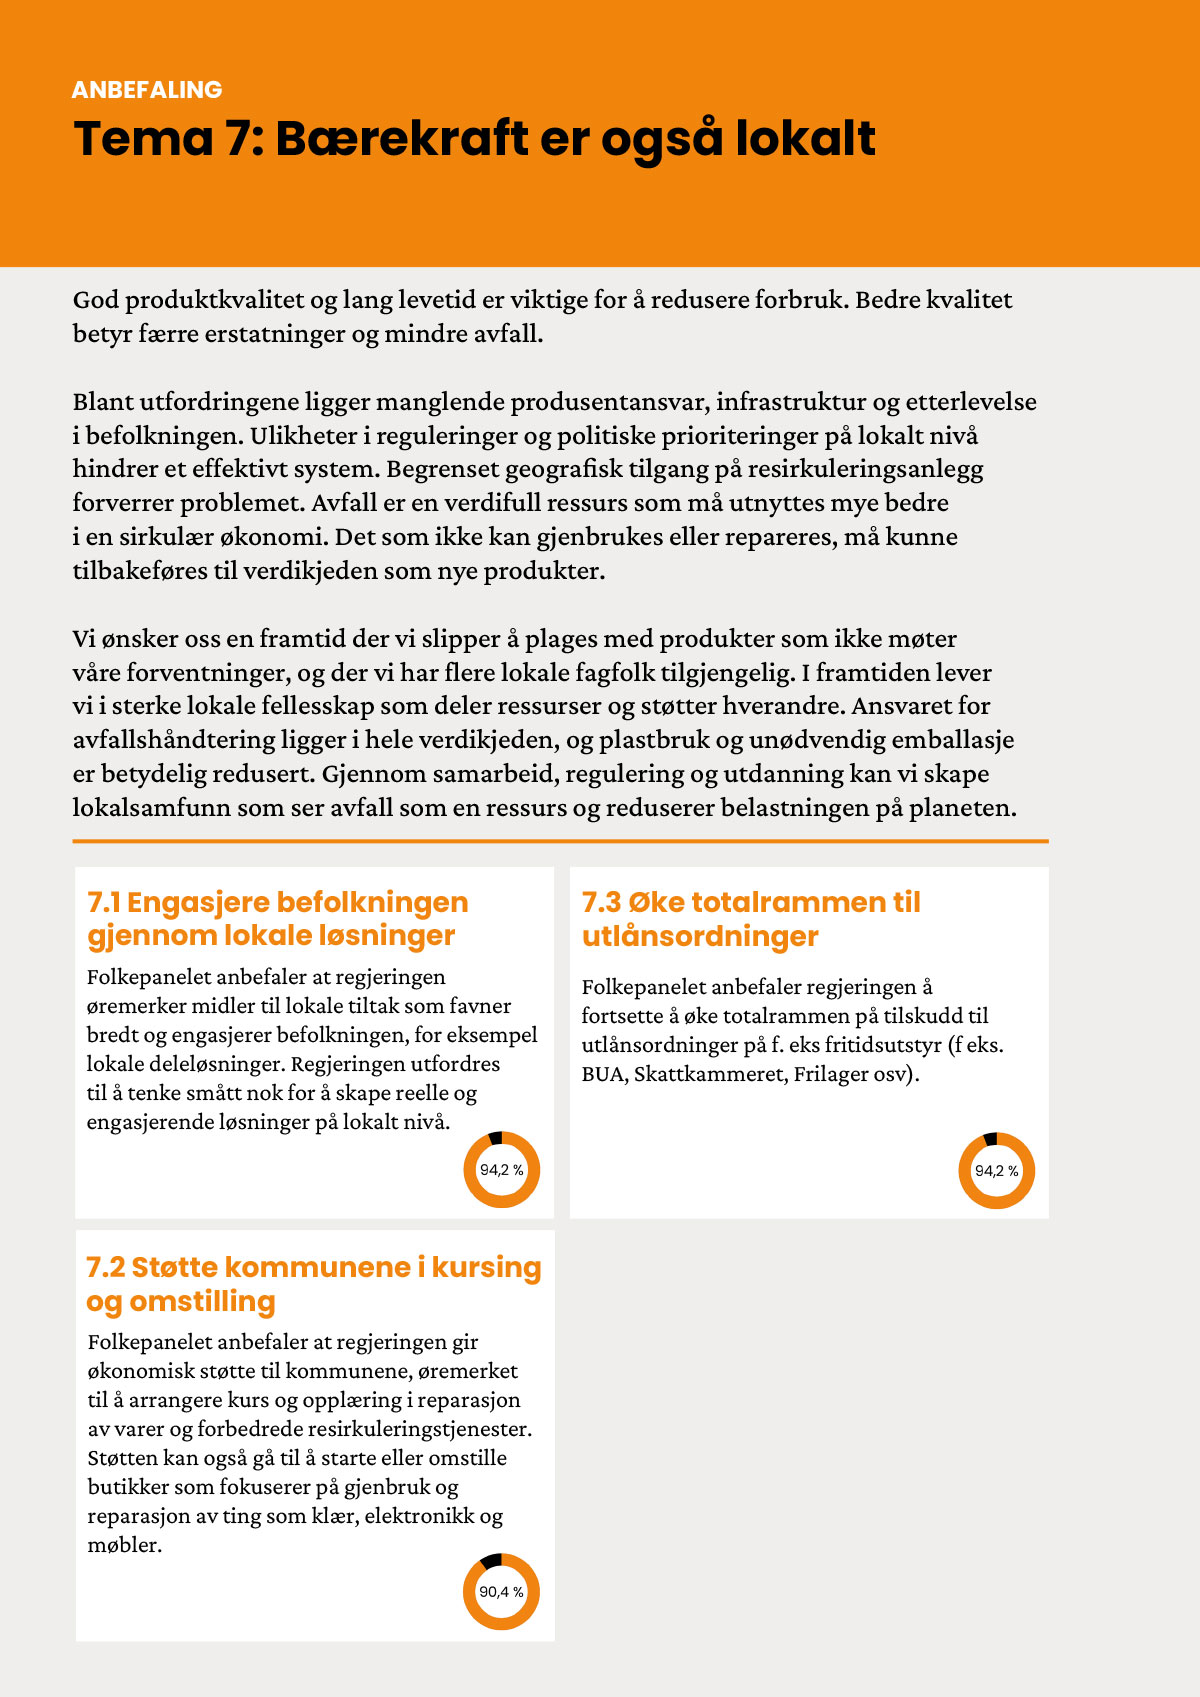 ANBEFALING
Tema 7: Bærekraft er også lokalt
God produktkvalitet og lang levetid er viktige for å redusere forbruk. Bedre kvalitet
betyr færre erstatninger og mindre avfall.
Blant utfordringene ligger manglende produsentansvar, infrastruktur og etterlevelse
i befolkningen. Ulikheter i reguleringer og politiske prioriteringer på lokalt nivå
hindrer et effektivt system. Begrenset geografisk tilgang på resirkuleringsanlegg
forverrer problemet. Avfall er en verdifull ressurs som må utnyttes mye bedre
i en sirkulær økonomi. Det som ikke kan gjenbrukes eller repareres, må kunne
tilbakeføres til verdikjeden som nye produkter.
Vi ønsker oss en framtid der vi slipper å plages med produkter som ikke møter
våre forventninger, og der vi har flere lokale fagfolk tilgjengelig. I framtiden lever
vi i sterke lokale fellesskap som deler ressurser og støtter hverandre. Ansvaret for
avfallshåndtering ligger i hele verdikjeden, og plastbruk og unødvendig emballasje
er betydelig redusert. Gjennom samarbeid, regulering og utdanning kan vi skape
lokalsamfunn som ser avfall som en ressurs og reduserer belastningen på planeten.
7.1 Engasjere befolkningen
gjennom lokale løsninger
Folkepanelet anbefaler at regjeringen
øremerker midler til lokale tiltak som favner
bredt og engasjerer befolkningen, for eksempel
lokale deleløsninger. Regjeringen utfordres
til å tenke smått nok for å skape reelle og
engasjerende løsninger på lokalt nivå.
94,2 %
7.2 Støtte kommunene i kursing
og omstilling
Folkepanelet anbefaler at regjeringen gir
økonomisk støtte til kommunene, øremerket
til å arrangere kurs og opplæring i reparasjon
av varer og forbedrede resirkuleringstjenester.
Støtten kan også gå til å starte eller omstille
butikker som fokuserer på gjenbruk og
reparasjon av ting som klær, elektronikk og
møbler.
90,4 %
7.3 Øke totalrammen til
utlånsordninger
Folkepanelet anbefaler regjeringen å
fortsette å øke totalrammen på tilskudd til
utlånsordninger på f. eks fritidsutstyr (f eks.
BUA, Skattkammeret, Frilager osv).
94,2 %